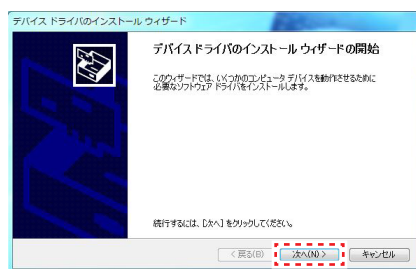 デバイス ドライバのインストール ウィザード
デバイス ドライバのインストール ウィザードの開始
このウィザードでは、いくつかのコンピュータ デバイスを動作させるために
必要なソフトウェア ドライバをインストールします。
続行するには、[次へ] をクリックしてください。
< 戻る(B)
次へ(N) >
キャンセル